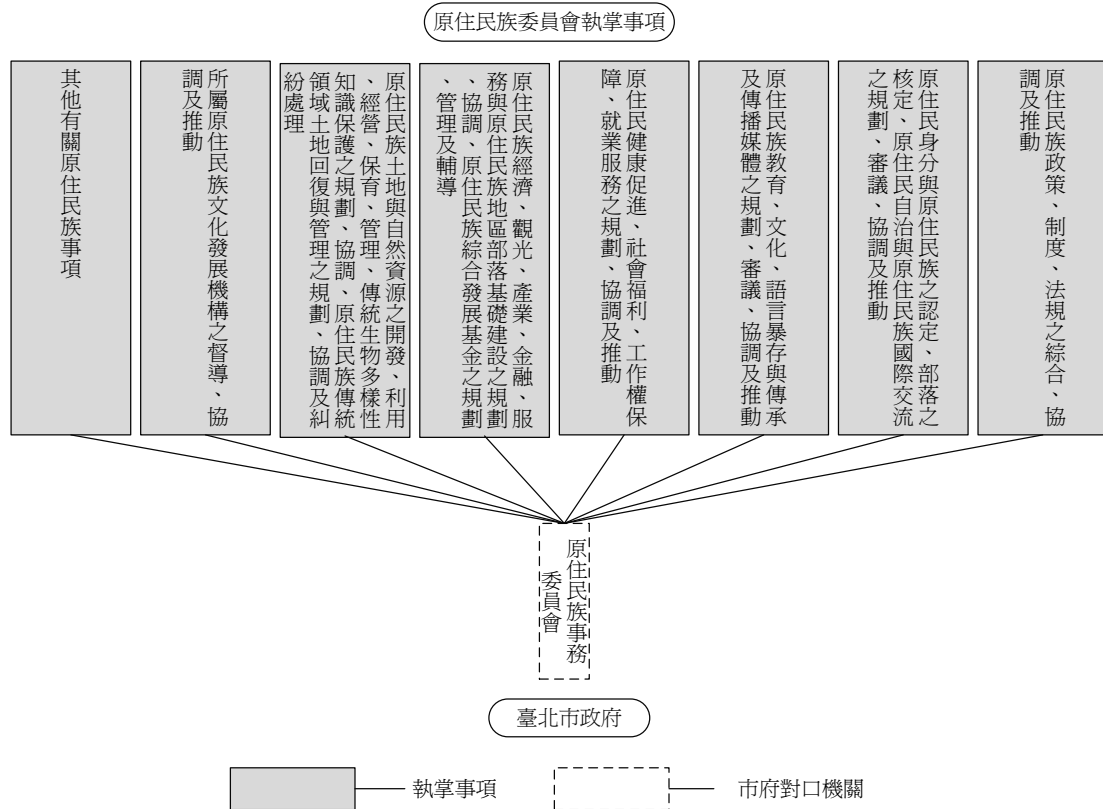 原住民族委員會執掌事項
原住民族政策、制度、法規之綜合、協
調及推動
原住民身分與原住民族之認定、部落之
核定、原住民自治與原住民族國際交流
之規劃、審議、協調及推動
原住民族教育、文化、語言暴存與傳承
及傳播媒體之規劃、審議、協調及推動
原住民健康促進、社會福利、工作權保
障、就業服務之規劃、協調及推動
原住民族經濟、觀光、產業、金融、服
務與原住民族地區部落基礎建設之規劃
、協調、原住民族綜合發展基金之規劃
、管理及輔導
原住民族土地與自然資源之開發、利用
、經營、保育、管理、傳統生物多樣性
知識保護之規劃、協調、原住民族傳統
領域土地回復與管理之規劃、協調及糾
紛處理
所屬原住民族文化發展機構之督導、協
調及推動
其他有關原住民族事項
原住民族事務
委員會
臺北市政府
執掌事項
市府對口機關